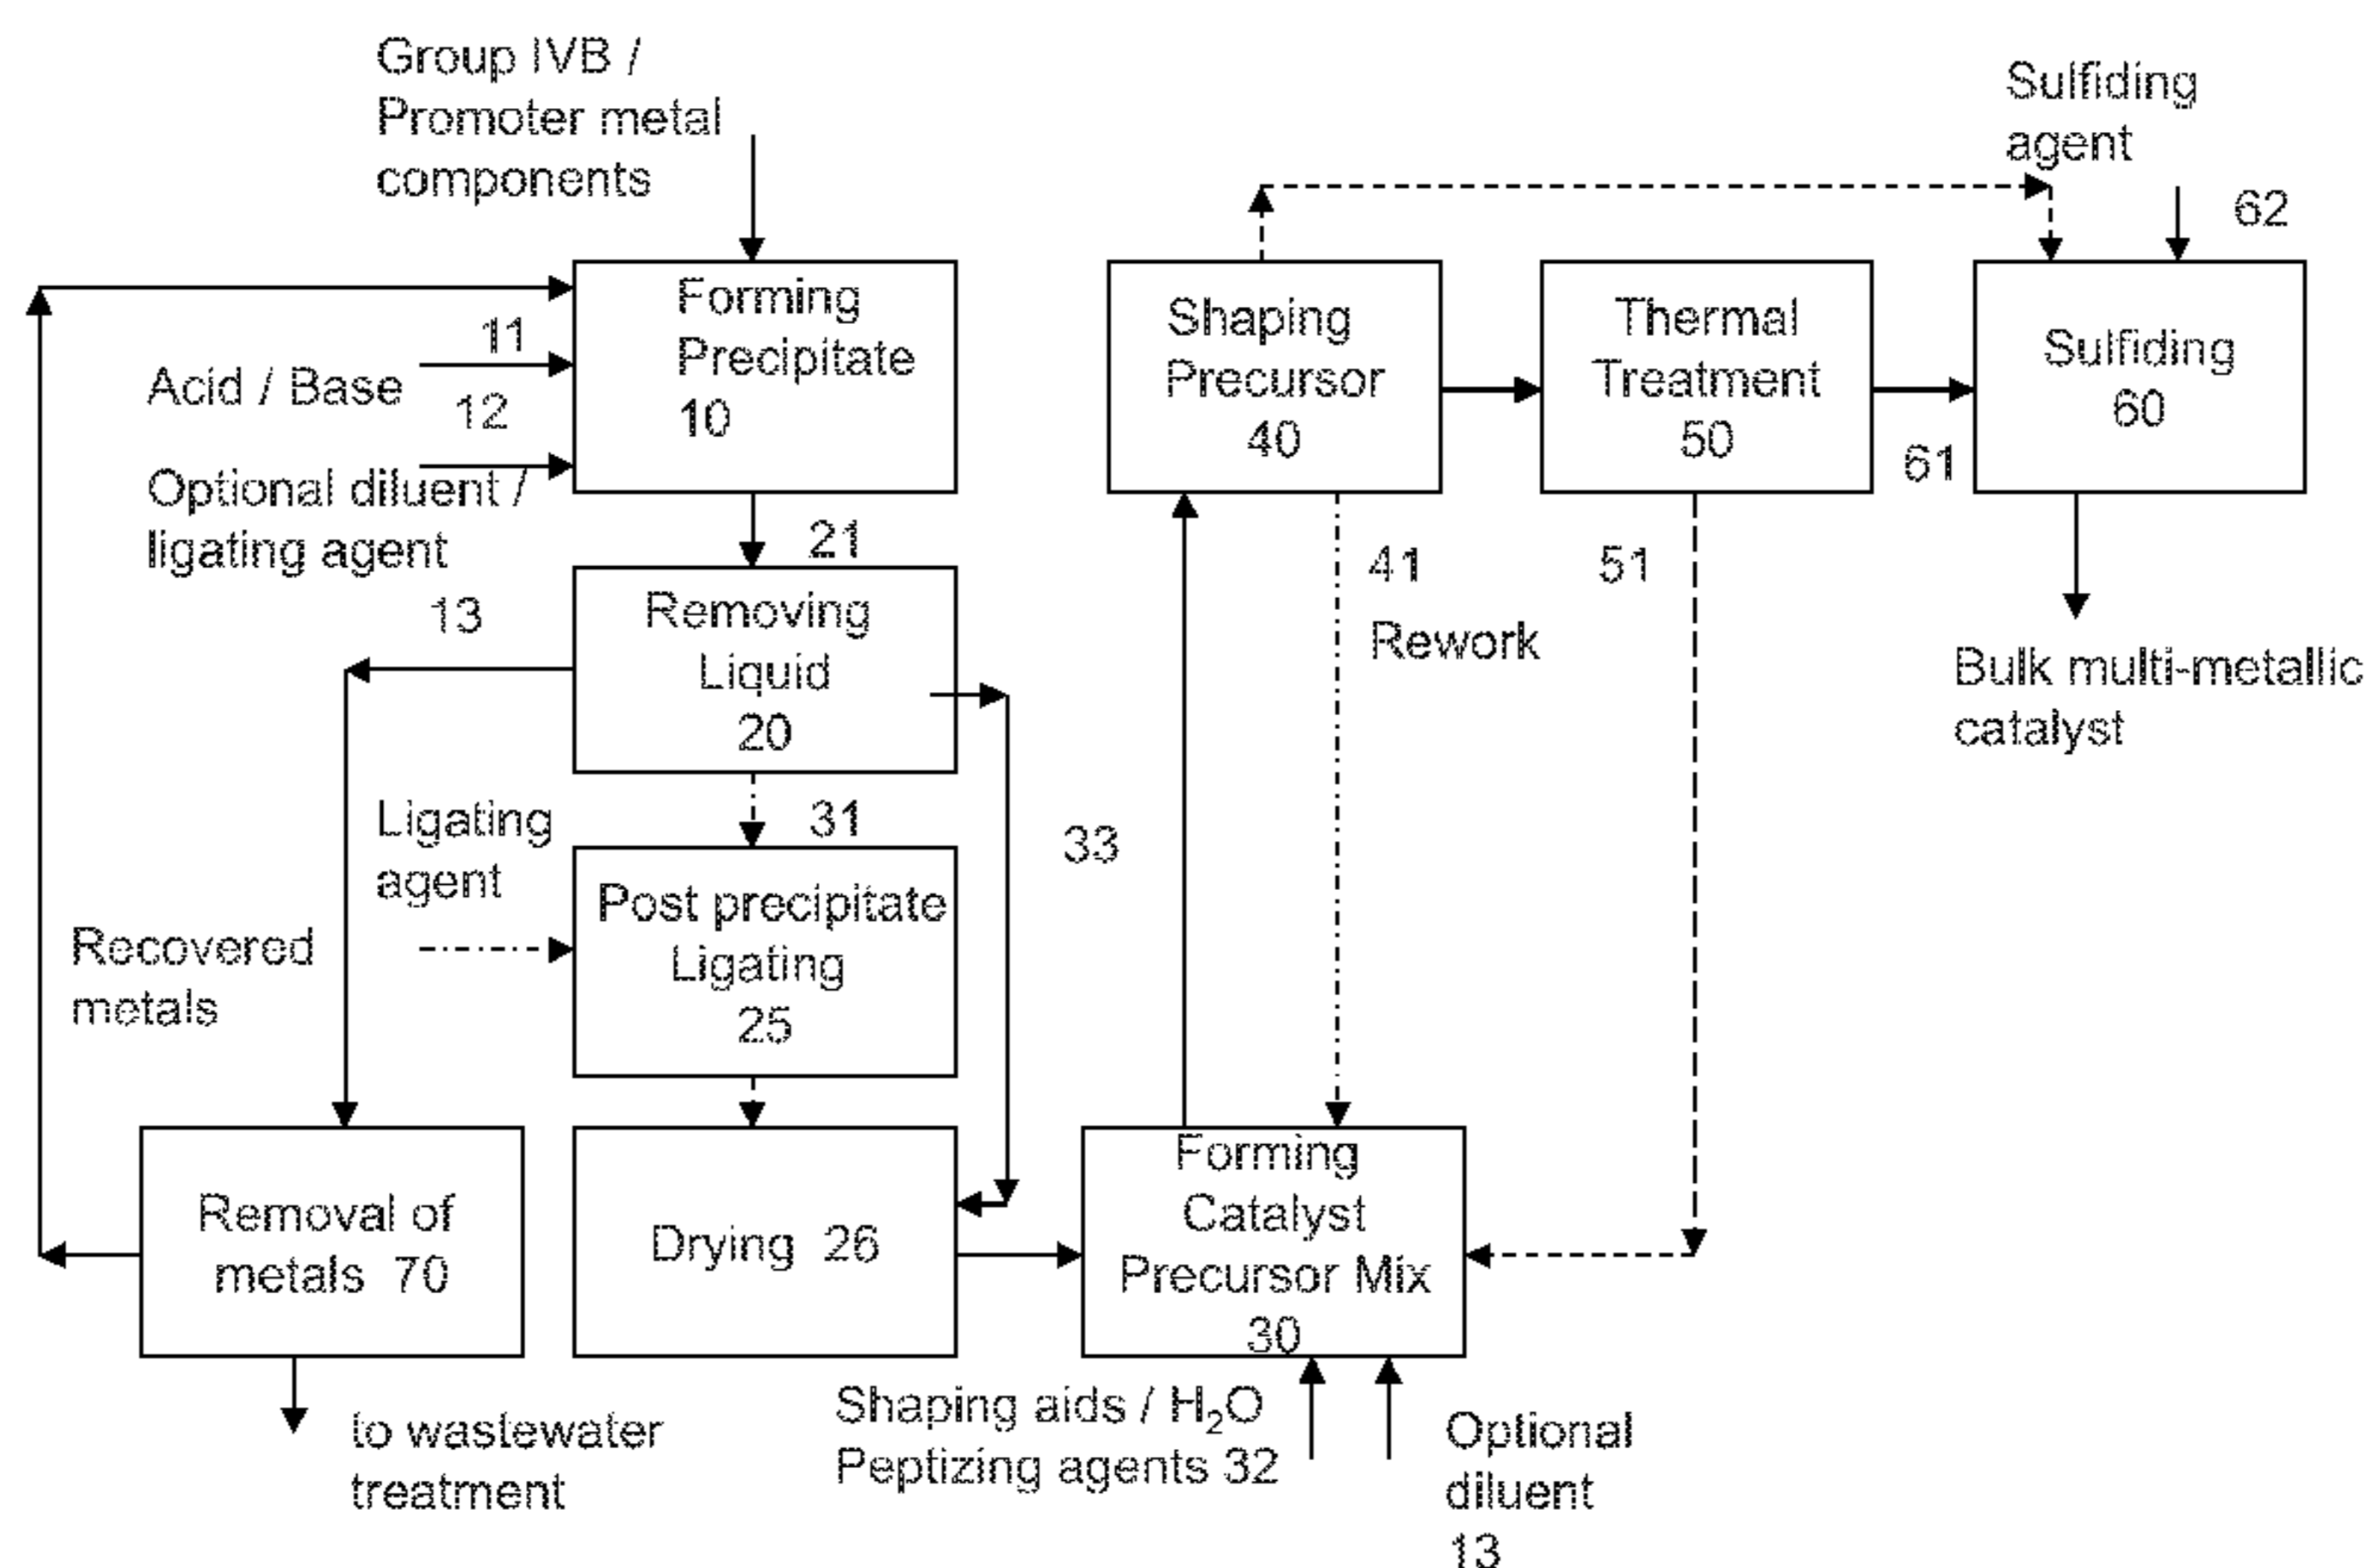 Group IVB /
Promoter metal
components
Sulfiding
agent
62
11
Acid / Base
12
Optional diluent /
ligating agent
13
Forming
Precipitate
10
21
Removing
Liquid
20
31
Ligating
agent
Post precipitate
Ligating
25
Recovered
metals
Removal of
metals 70
to wastewater
treatment
Drying 26
33
Shaping
Precursor
40
41
Rework
Thermal
Treatment
50
51
61
Sulfiding
60
Bulk multi-metallic
catalyst
Forming
Catalyst
Precursor Mix
30
Shaping aids / H₂O
Peptizing agents 32
Optional
diluent
13